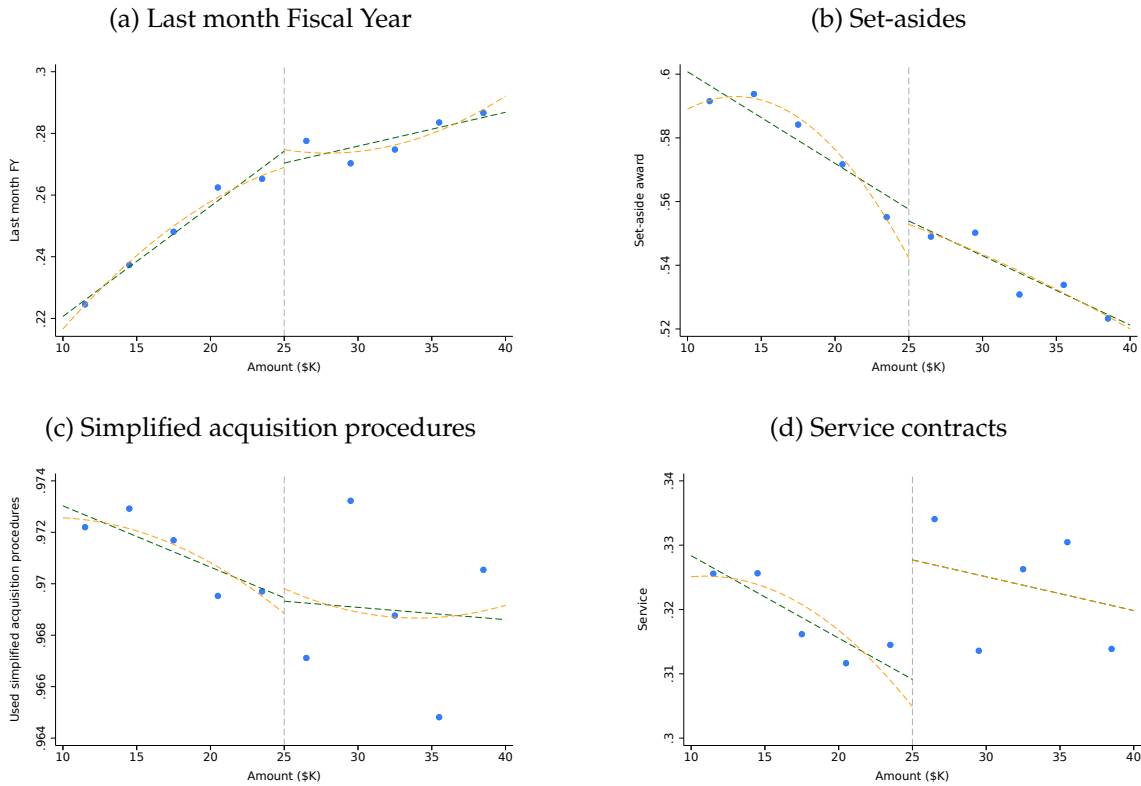 (a) Last month Fiscal Year
Last month FY
.3
.28
.26
.24
.22
10 15 20 25 30 35 40
Amount ($K)
(b) Set-asides
Set-aside award
.6
.58
.56
.54
.52
10 15 20 25 30 35 40
Amount ($K)
(c) Simplified acquisition procedures
Used simplified acquisition procedures
.974
.972
.97
.968
.966
.964
10 15 20 25 30 35 40
Amount ($K)
(d) Service contracts
Service
.34
.33
.32
.31
.3
10 15 20 25 30 35 40
Amount ($K)